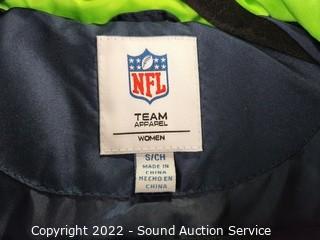 NFL
TEAM
APPAREL
WOMEN
S/CH
MADE IN
CHINA
HECHO EN
CHINA
Copyright 2022 - Sound Auction Service